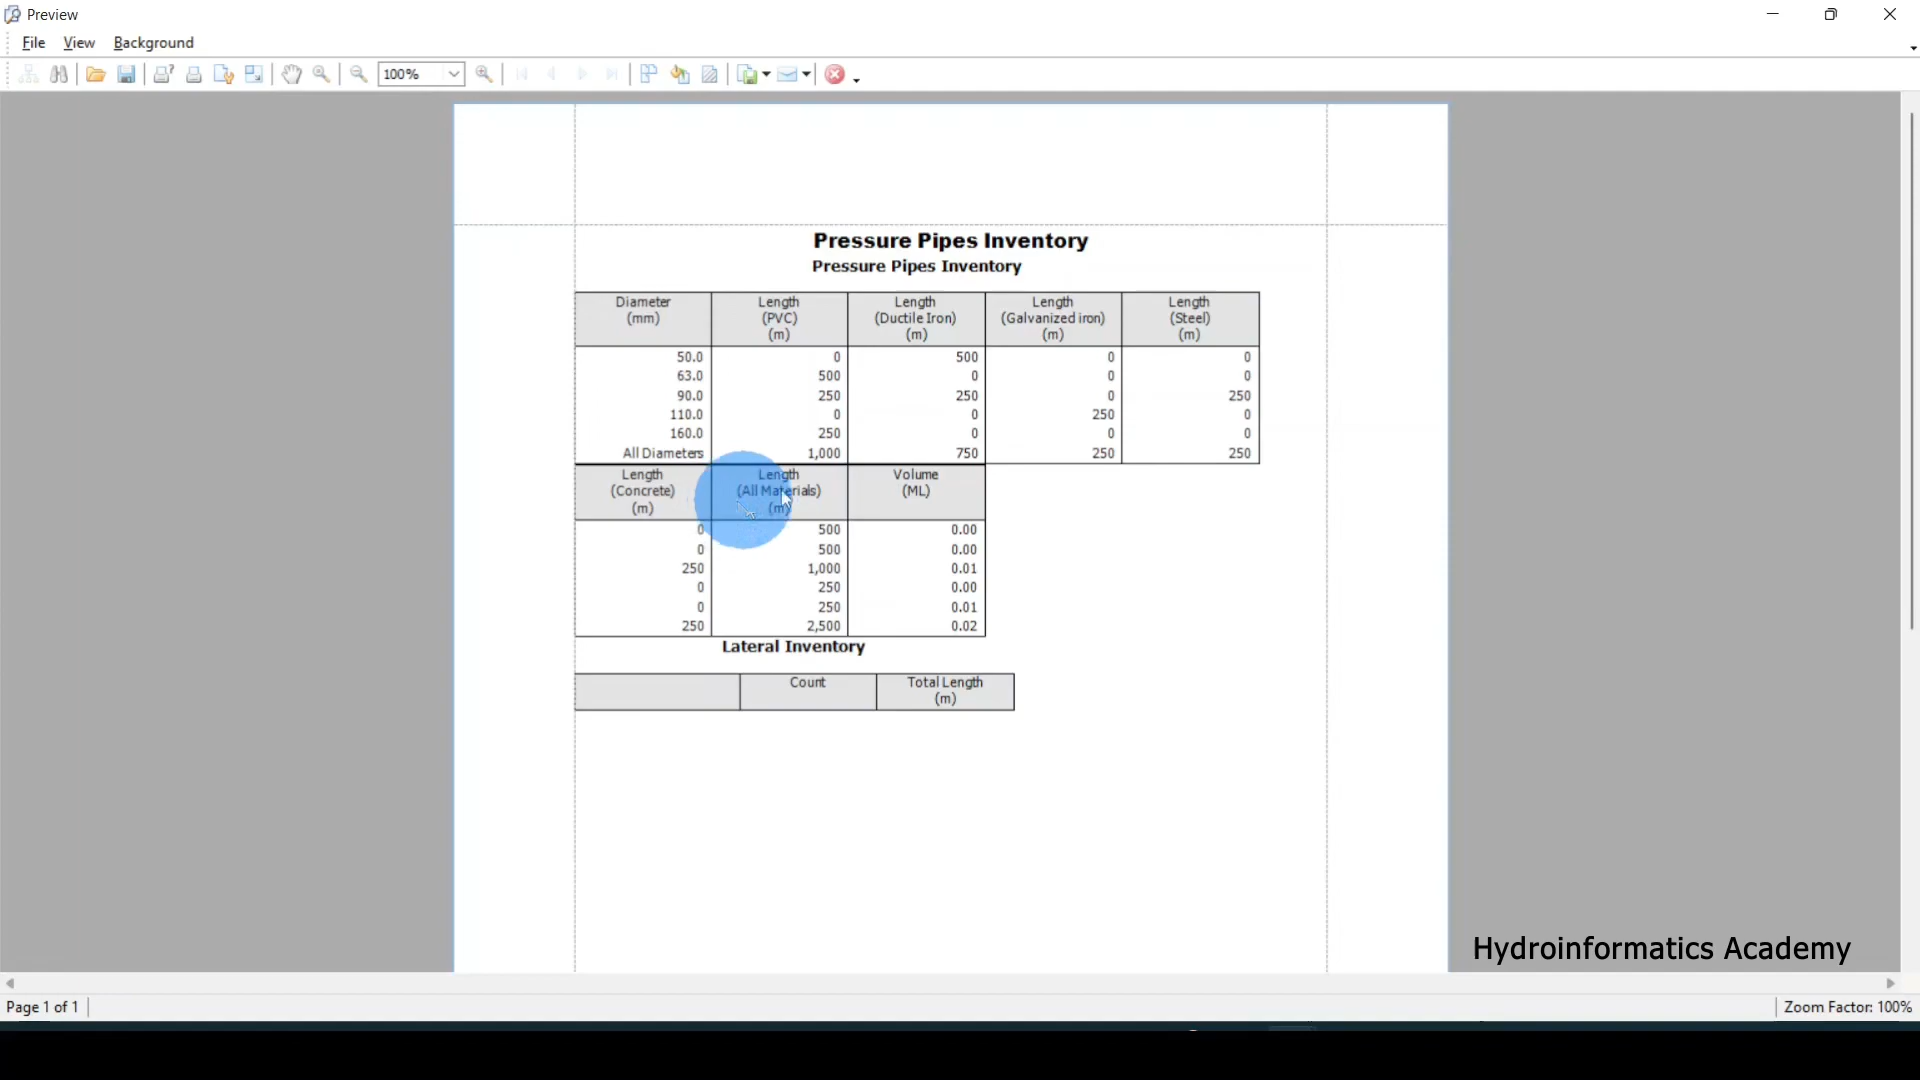 Preview
File View Background
100%
Pressure Pipes Inventory
Pressure Pipes Inventory
Diameter (mm) Length (PVC) (m) Length (Ductile Iron) (m) Length (Galvanized iron) (m) Length (Steel) (m)
50.0 0 500 0 0
63.0 500 0 0 0
90.0 250 250 0 250
110.0 0 0 250 0
160.0 250 0 0 0
All Diameters 1,000 750 250 250
Length (Concrete) (m) Length (All Materials) (m) Volume (ML)
0 500 0.00
0 500 0.00
250 1,000 0.01
0 250 0.00
0 250 0.01
250 2,500 0.02
Lateral Inventory
Count Total Length (m)
Hydroinformatics Academy
Page 1 of 1 Zoom Factor: 100%